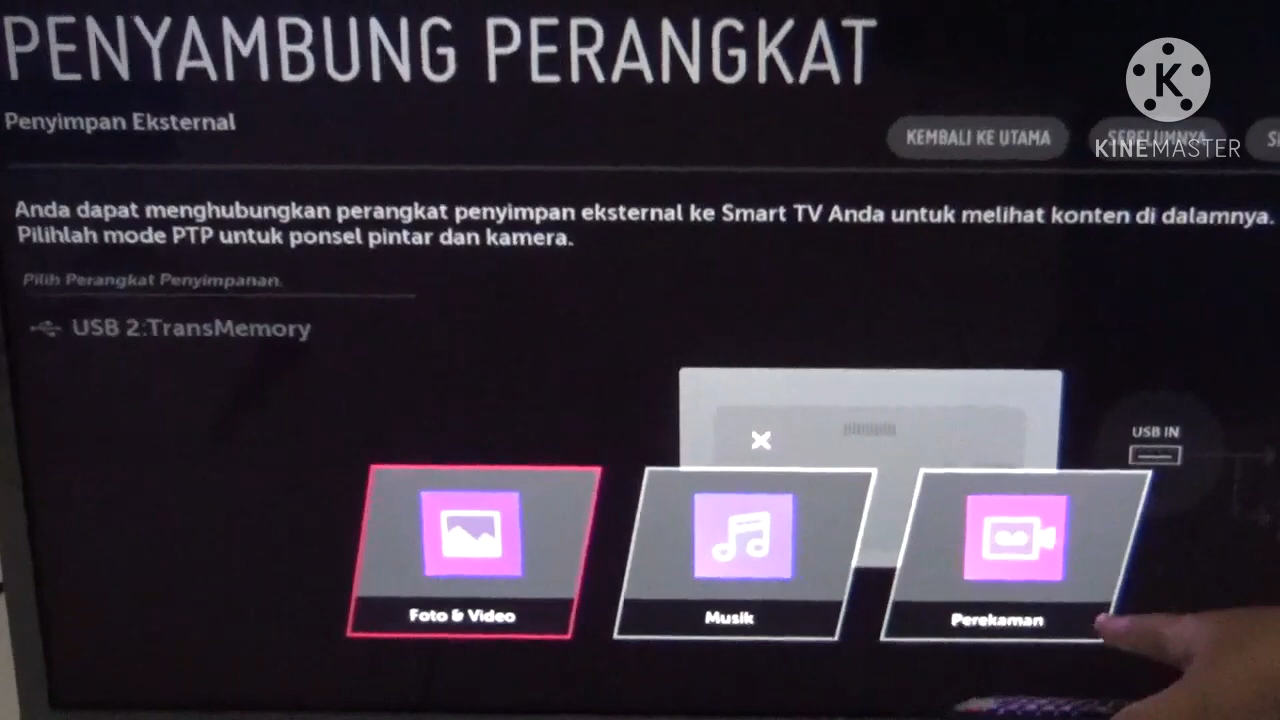 PENYAMBUNG PERANGKAT
K
KINEMASTER
Penyimpan Eksternal
KEMBALI KE UTAMA
SEBELUMNYA
Anda dapat menghubungkan perangkat penyimpan eksternal ke Smart TV Anda untuk melihat konten di dalamnya.
Pilihlah mode PTP untuk ponsel pintar dan kamera.
Pilih Perangkat Penyimpanan.
USB 2:TransMemory
USB IN
Foto & Video
Musik
Perekaman